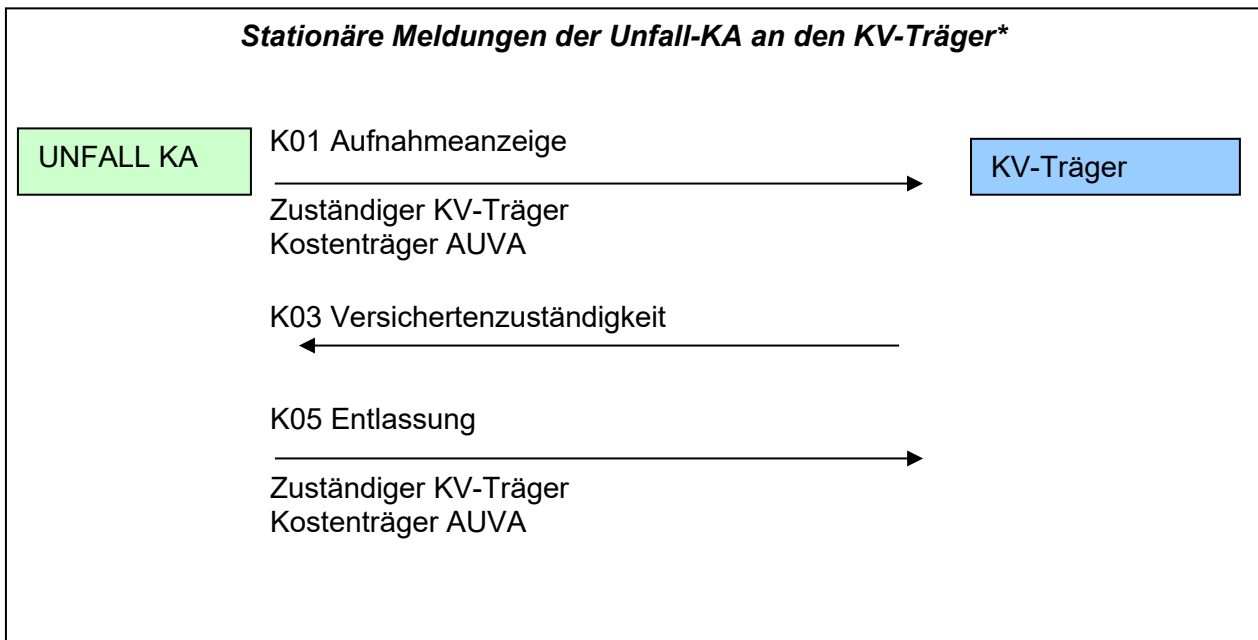 Stationäre Meldungen der Unfall-KA an den KV-Träger*
UNFALL KA
K01 Aufnahmeanzeige
KV-Träger
Zuständiger KV-Träger
Kostenträger AUVA
K03 Versichertenzuständigkeit
K05 Entlassung
Zuständiger KV-Träger
Kostenträger AUVA